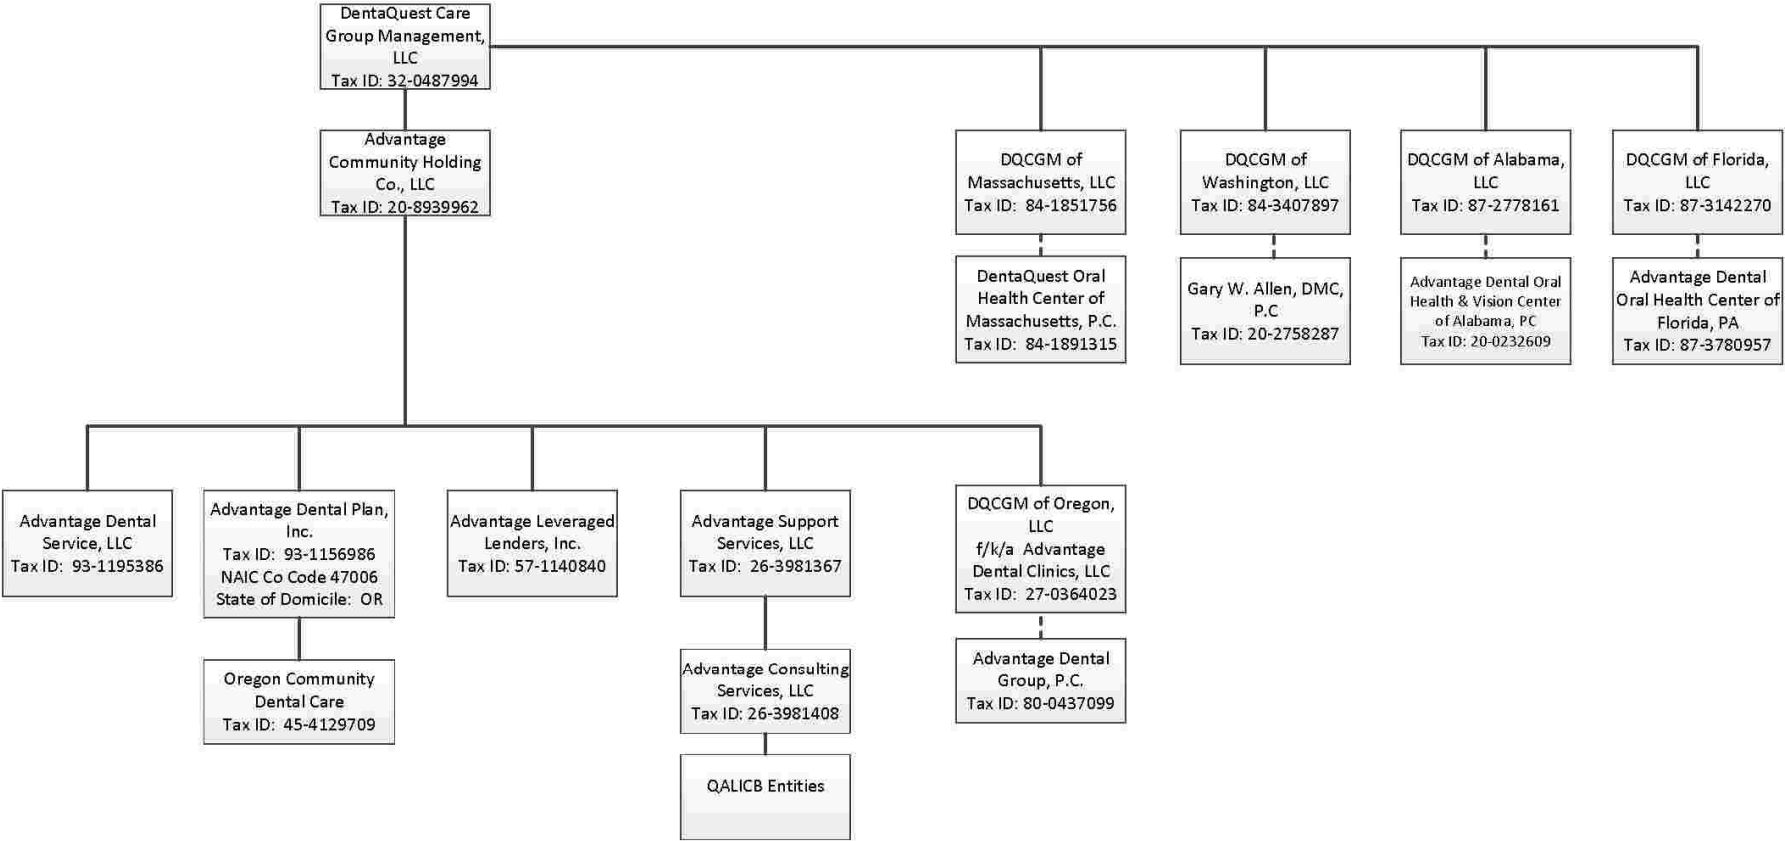 DentaQuest Care
Group Management,
LLC
Tax ID: 32-0487994
Advantage
Community Holding
Co., LLC
Tax ID: 20-8939962
DQCGM of
Massachusetts, LLC
Tax ID: 84-1851756
DQCGM of
Washington, LLC
Tax ID: 84-3407897
DQCGM of Alabama,
LLC
Tax ID: 87-2778161
DQCGM of Florida,
LLC
Tax ID: 87-3142270
DentaQuest Oral
Health Center of
Massachusetts, P.C.
Tax ID: 84-1891315
Gary W. Allen, DMC,
P.C
Tax ID: 20-2758287
Advantage Dental Oral
Health & Vision Center
of Alabama, PC
Tax ID: 20-0232609
Advantage Dental
Oral Health Center of
Florida, PA
Tax ID: 87-3780957
Advantage Dental
Service, LLC
Tax ID: 93-1195386
Advantage Dental Plan,
Inc.
Tax ID: 93-1156986
NAIC Co Code 47006
State of Domicile: OR
Advantage Leveraged
Lenders, Inc.
Tax ID: 57-1140840
Advantage Support
Services, LLC
Tax ID: 26-3981367
DQCGM of Oregon,
LLC
f/k/a Advantage
Dental Clinics, LLC
Tax ID: 27-0364023
Oregon Community
Dental Care
Tax ID: 45-4129709
Advantage Consulting
Services, LLC
Tax ID: 26-3981408
Advantage Dental
Group, P.C.
Tax ID: 80-0437099
QALICB Entities